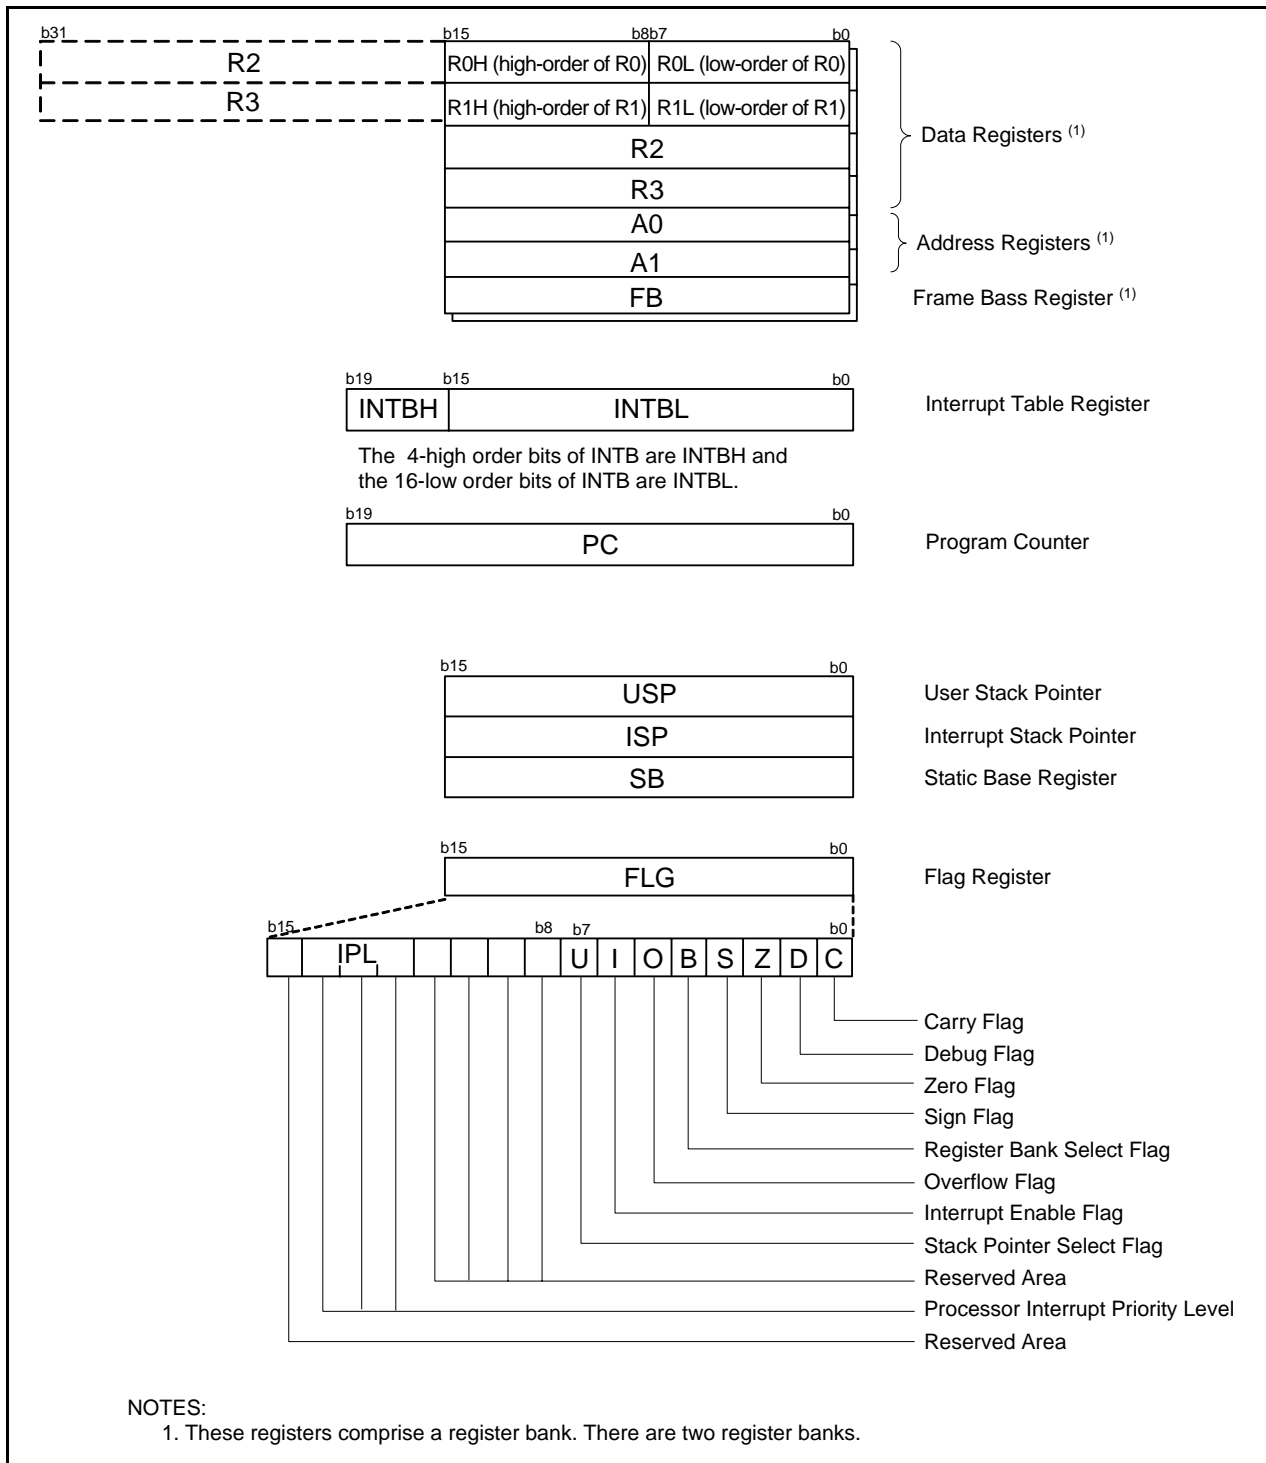 b31 b15 b8b7 b0
R2 R0H (high-order of R0) R0L (low-order of R0)
R3 R1H (high-order of R1) R1L (low-order of R1)
R2
Data Registers (1)
R3
A0
Address Registers (1)
A1
FB
Frame Bass Register (1)
b19 b15 b0
INTBH INTBL Interrupt Table Register
The 4-high order bits of INTB are INTBH and
the 16-low order bits of INTB are INTBL.
b19 b0
PC Program Counter
b15 b0
USP User Stack Pointer
ISP Interrupt Stack Pointer
SB Static Base Register
b15 b0
FLG Flag Register
b15 b8 b7 b0
IPL U I O B S Z D C
Carry Flag
Debug Flag
Zero Flag
Sign Flag
Register Bank Select Flag
Overflow Flag
Interrupt Enable Flag
Stack Pointer Select Flag
Reserved Area
Processor Interrupt Priority Level
Reserved Area
NOTES:
1. These registers comprise a register bank. There are two register banks.